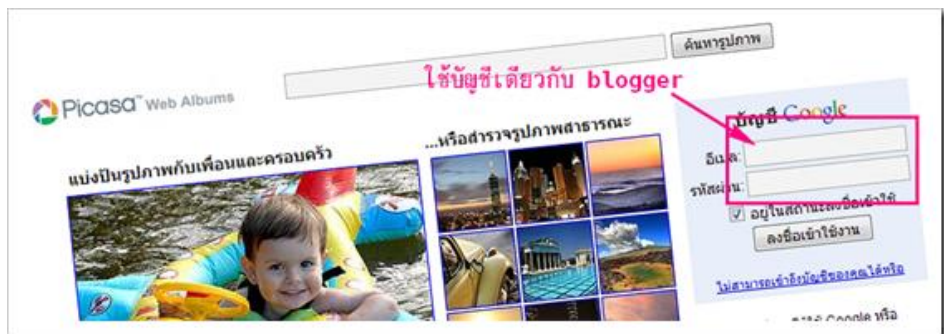 ค้นหารูปภาพ
ใช้บัญชีเดียวกับ blogger
Picasa™ Web Albums
แบ่งปันรูปภาพกับเพื่อนและครอบครัว
...หรือสำรวจรูปภาพสาธารณะ
บัญชี Google
อีเมล:
รหัสผ่าน:
อยู่ในสถานะลงชื่อเข้าใช้
ลงชื่อเข้าใช้งาน
ไม่สามารถเข้าถึงบัญชีของคุณได้หรือ
Google หรือ